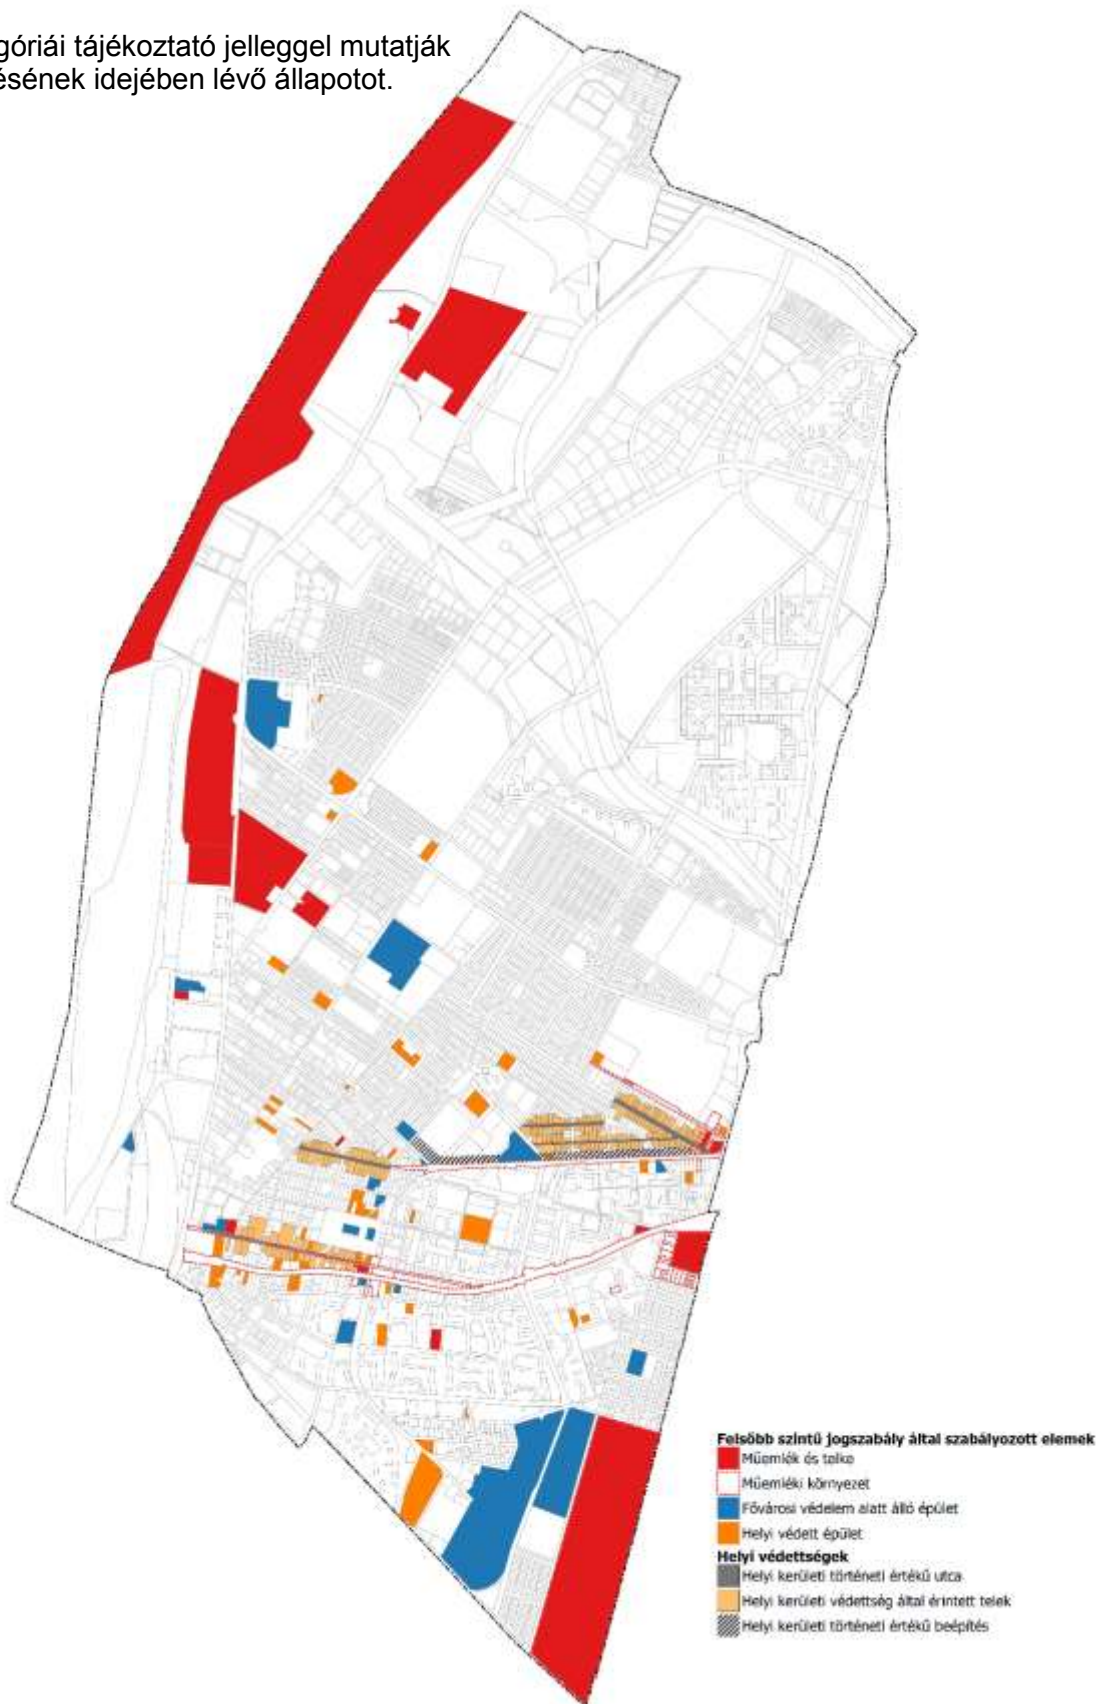 góriái tájékoztató jelleggel mutatják
ésének idejében lévő állapotot.
Felsőbb szintű jogszabály által szabályozott elemek
Műemlék és telke
Műemléki környezet
Fővárosi védelem alatt álló épület
Helyi védett épület
Helyi védettségek
Helyi kerületi történeti értékű utca
Helyi kerületi védettség által érintett telek
Helyi kerületi történeti értékű beépítés